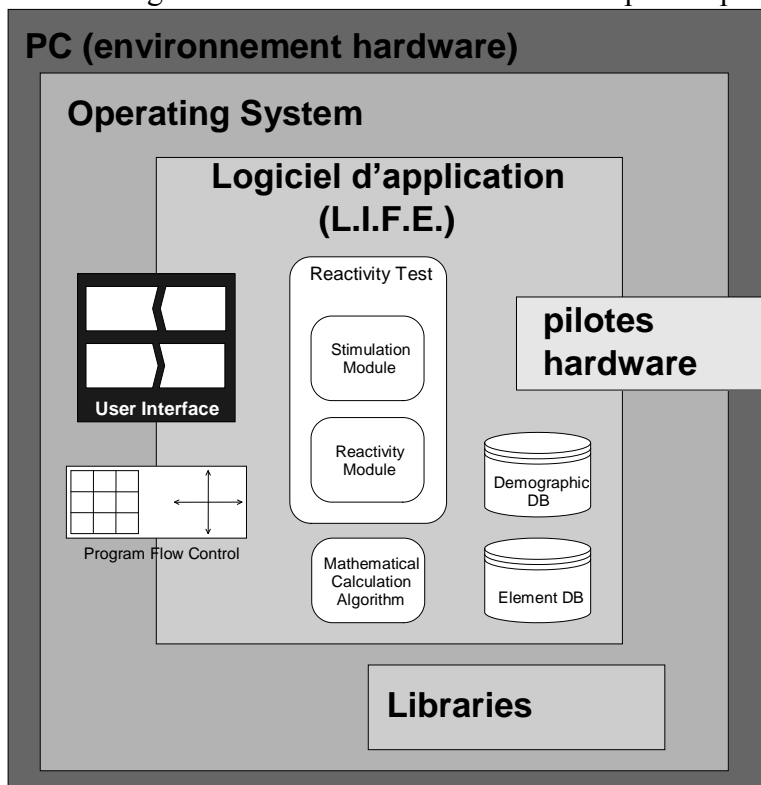 PC (environnement hardware)
Operating System
Logiciel d’application
(L.I.F.E.)
Reactivity Test
Stimulation
Module
Reactivity
Module
User Interface
Program Flow Control
pilotes
hardware
Demographic
DB
Mathematical
Calculation
Algorithm
Element DB
Libraries